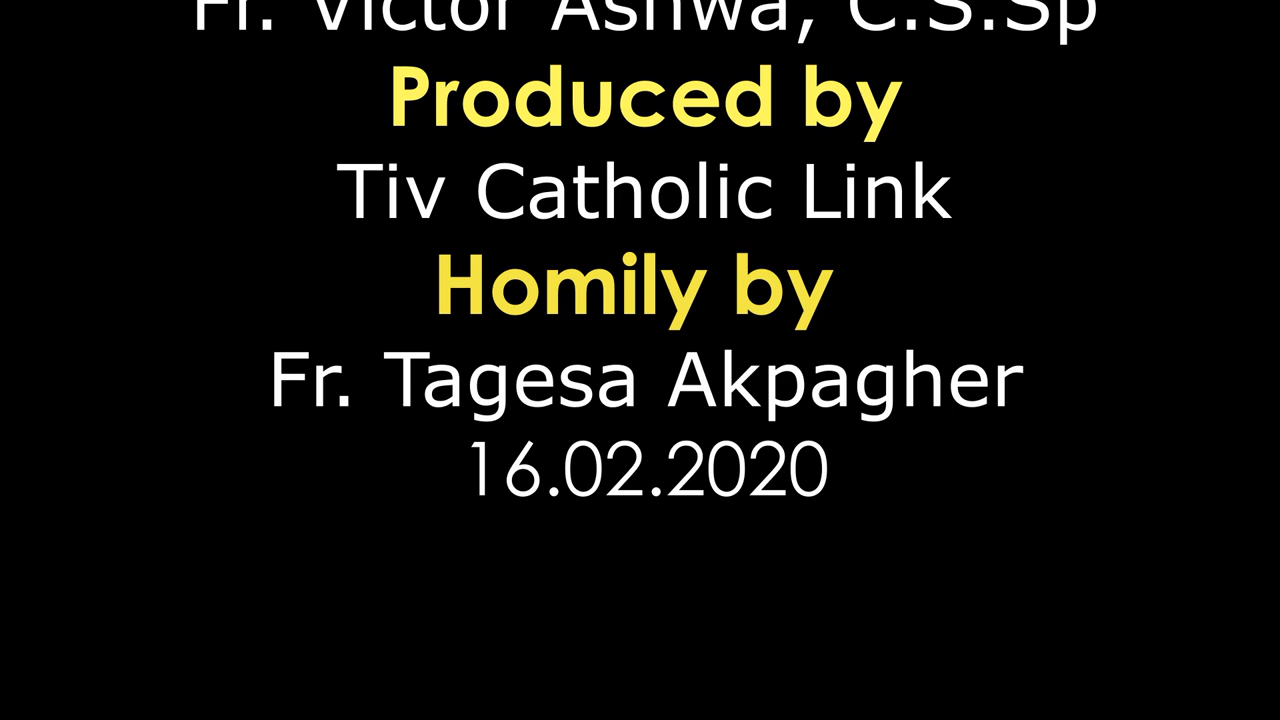 Fr. Victor Ashwa, C.S.Sp
Produced by
Tiv Catholic Link
Homily by
Fr. Tagesa Akpagher
16.02.2020